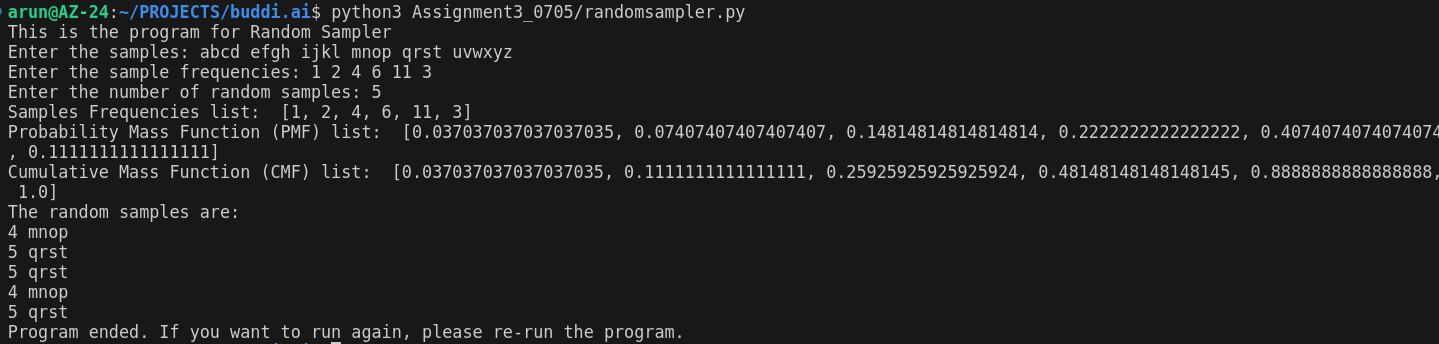 arun@AZ-24:~/PROJECTS/buddi.ai$ python3 Assignment3_0705/randomsampler.py
This is the program for Random Sampler
Enter the samples: abcd efgh ijkl mnop qrst uvwxyz
Enter the sample frequencies: 1 2 4 6 11 3
Enter the number of random samples: 5
Samples Frequencies list:  [1, 2, 4, 6, 11, 3]
Probability Mass Function (PMF) list:  [0.037037037037037035, 0.07407407407407407, 0.14814814814814814, 0.2222222222222222, 0.4074074074074074
, 0.1111111111111111]
Cumulative Mass Function (CMF) list:  [0.037037037037037035, 0.1111111111111111, 0.25925925925925924, 0.48148148148148145, 0.8888888888888888,
 1.0]
The random samples are:
4 mnop
5 qrst
5 qrst
4 mnop
5 qrst
Program ended. If you want to run again, please re-run the program.